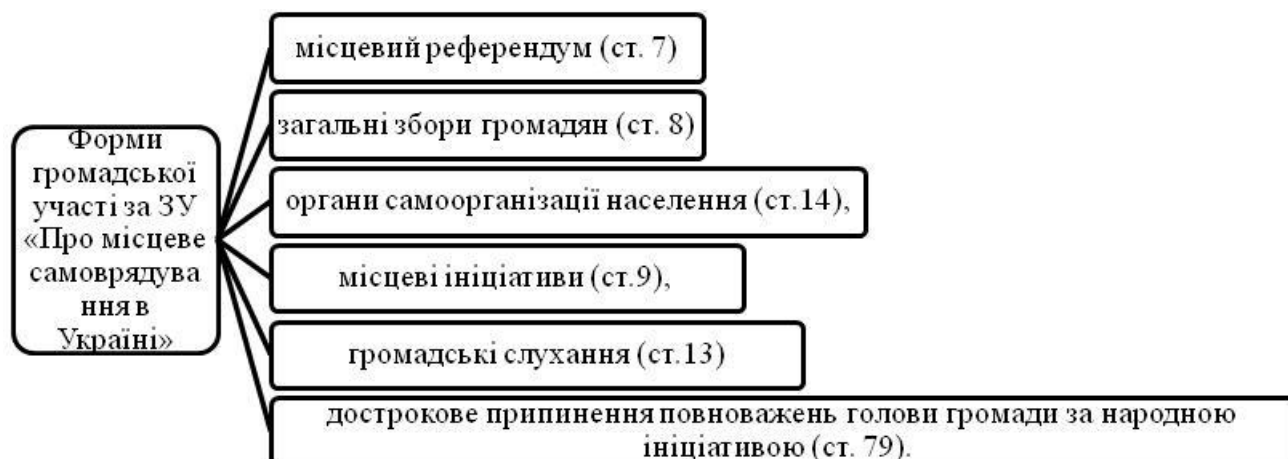 Форми
громадської
участі за ЗУ
«Про місцеве
самоврядува
ння в
Україні»
місцевий референдум (ст. 7)
загальні збори громадян (ст. 8)
органи самоорганізації населення (ст.14),
місцеві ініціативи (ст.9),
громадські слухання (ст.13)
дострокове припинення повноважень голови громади за народною
ініціативою (ст. 79).